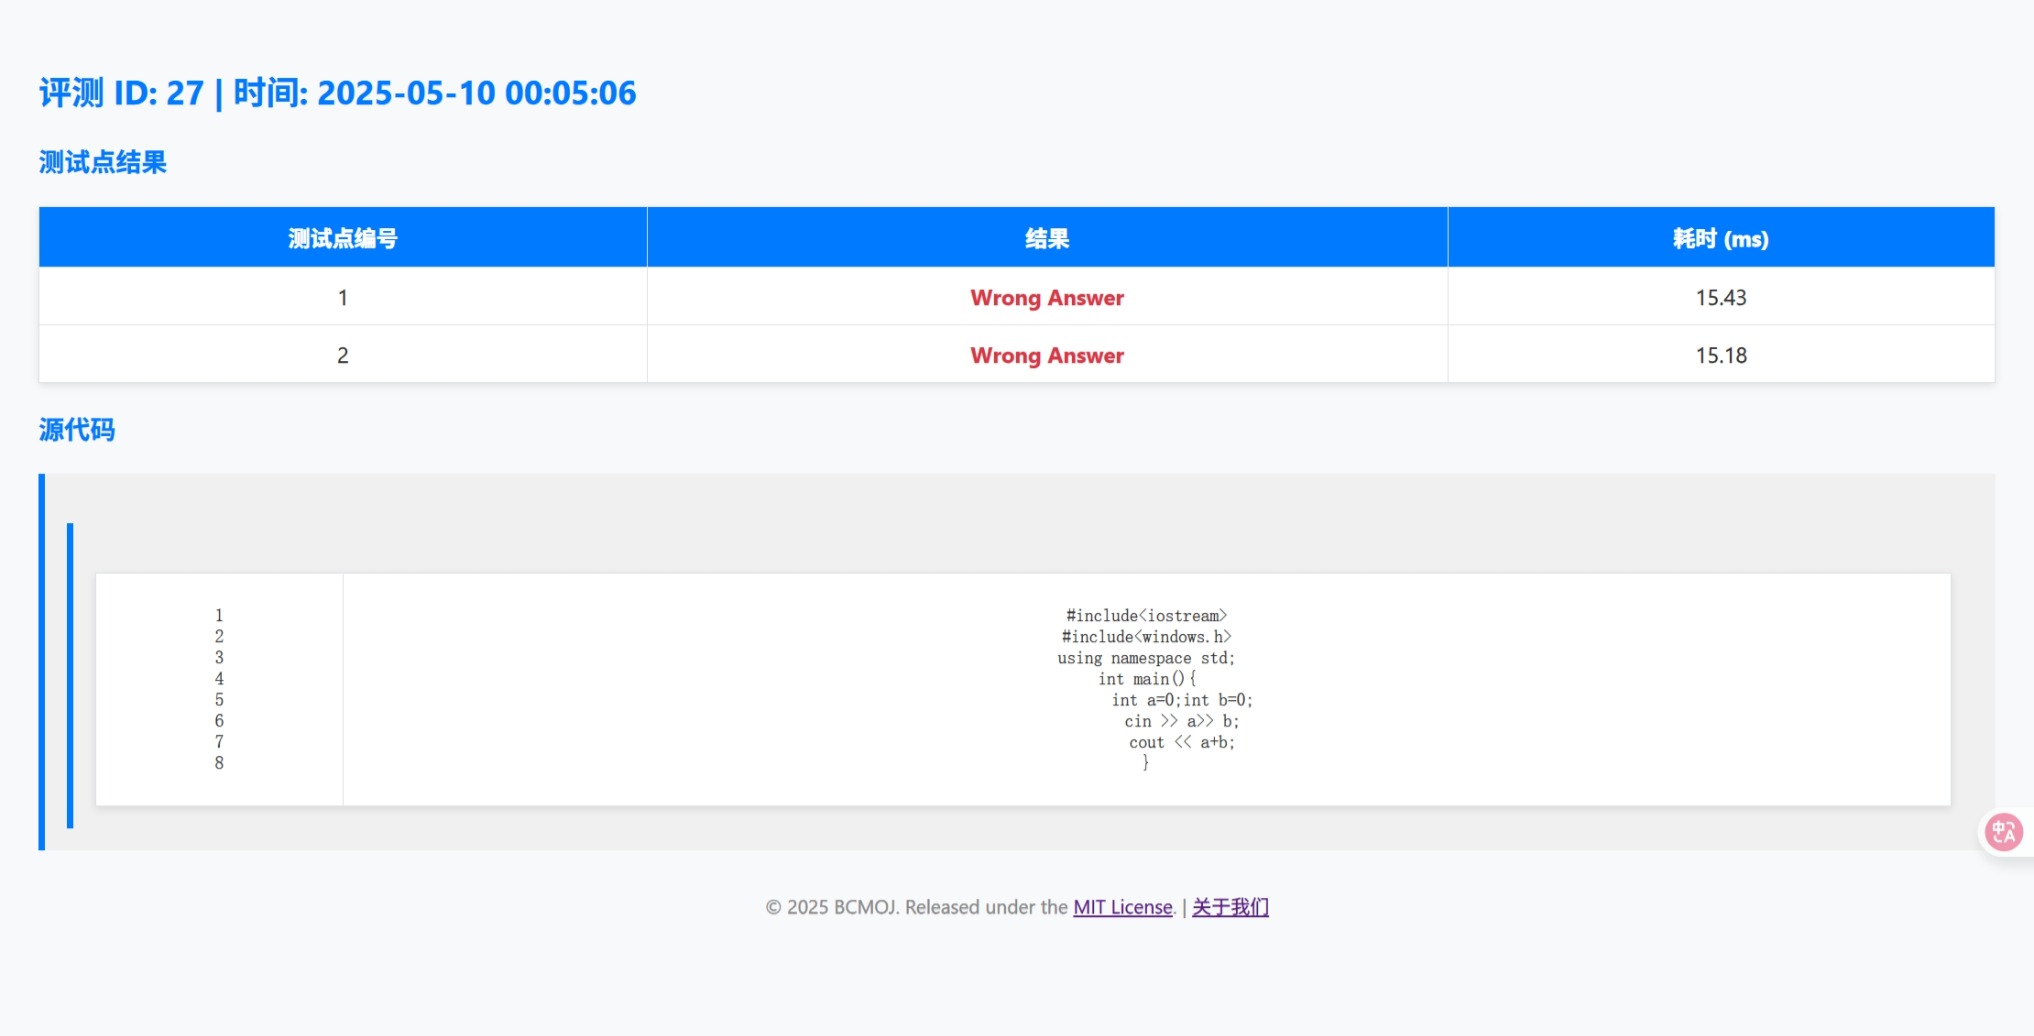 评测 ID: 27 | 时间: 2025-05-10 00:05:06
测试点结果
测试点编号 结果 耗时 (ms)
1 Wrong Answer 15.43
2 Wrong Answer 15.18
源代码
1 #include<iostream>
2 #include<windows.h>
3 using namespace std;
4 int main(){
5 int a=0;int b=0;
6 cin >> a>> b;
7 cout << a+b;
8 }
中A
© 2025 BCMOJ. Released under the MIT License. | 关于我们